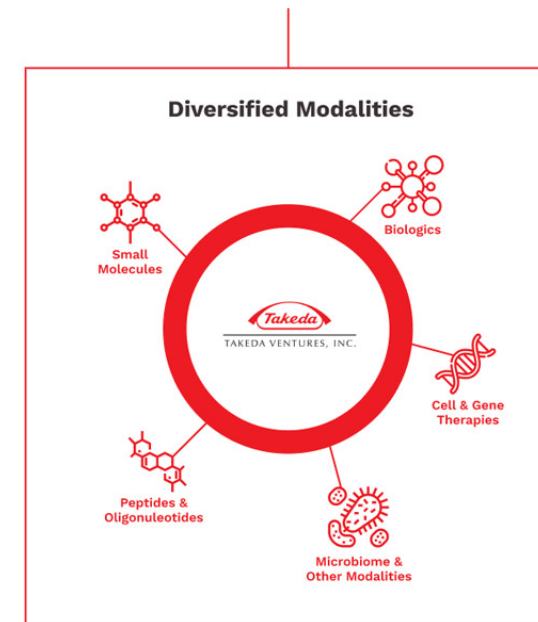 Diversified Modalities
Small
Molecules
Biologics
Takeda
TAKEDA VENTURES, INC.
Cell & Gene
Therapies
Peptides &
Oligonuleotides
Microbiome &
Other Modalities